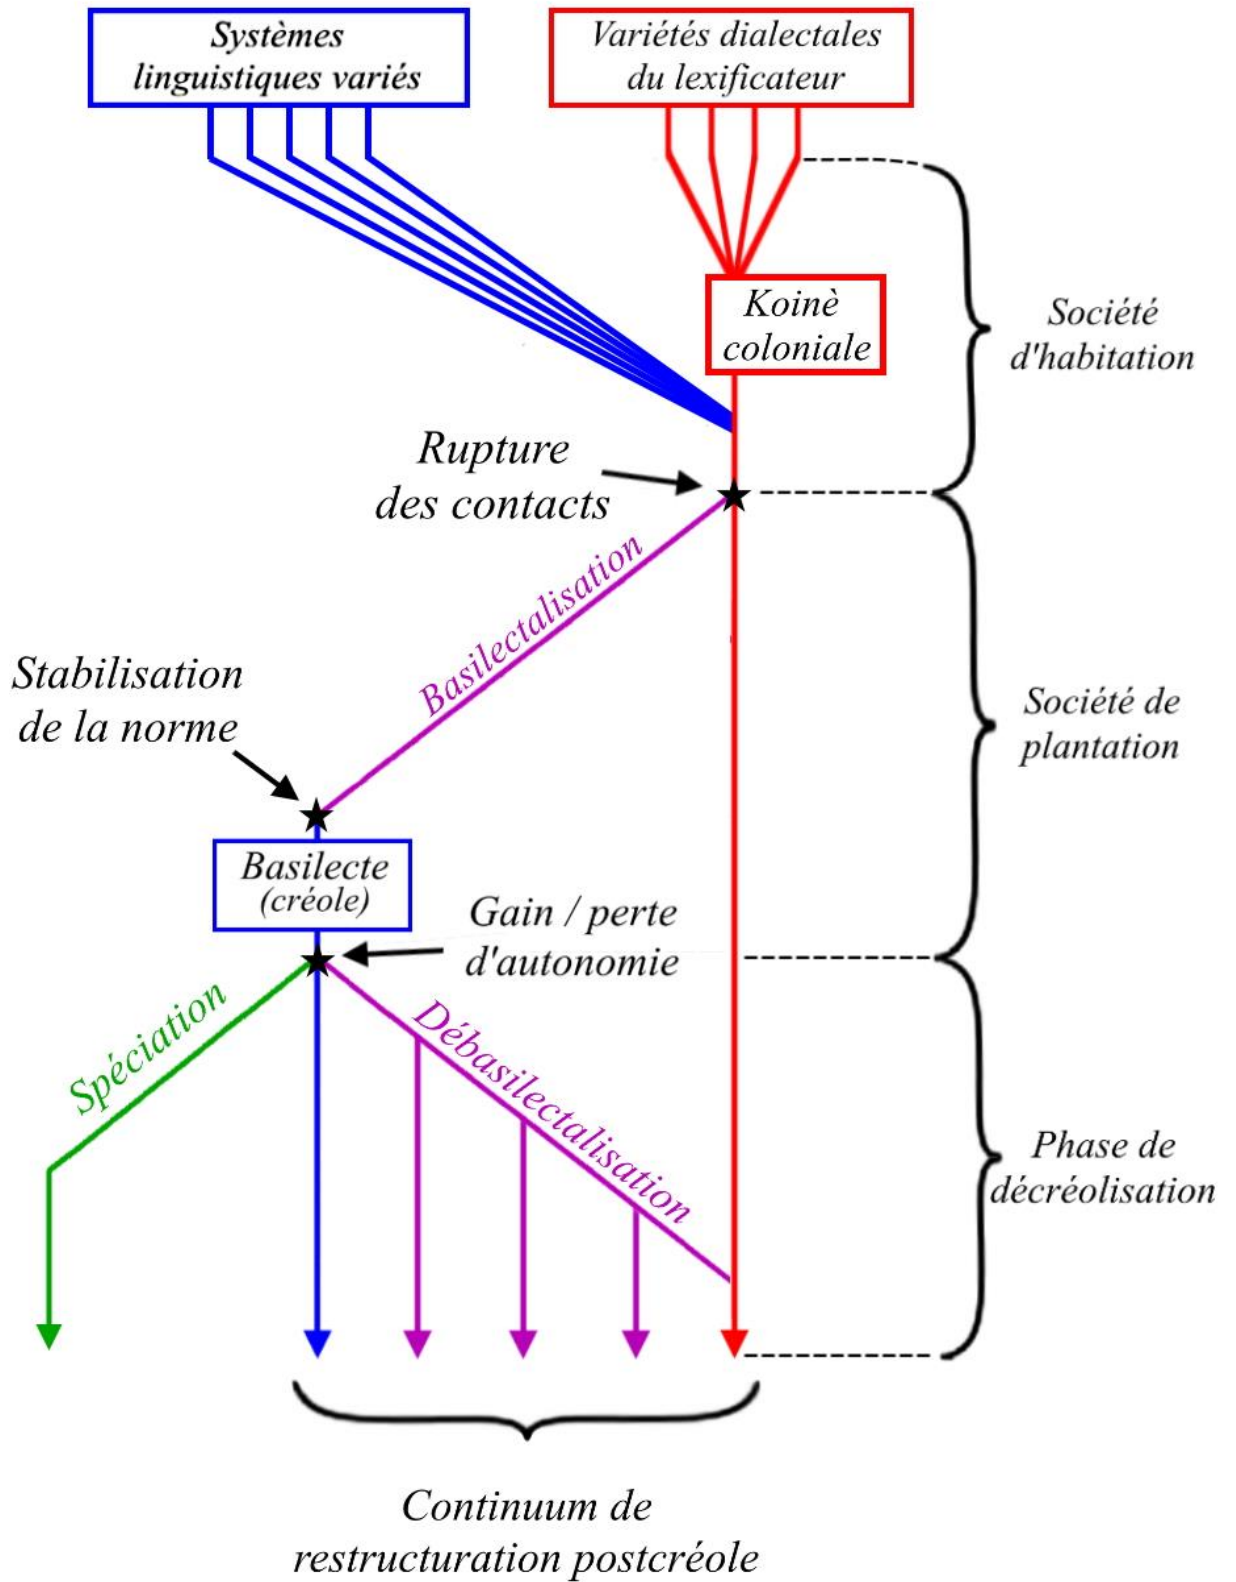 Systèmes
linguistiques variés
Variétés dialectales
du lexificateur
Koinè
coloniale
Société
d'habitation
Rupture
des contacts
Basilectalisation
Stabilisation
de la norme
Société de
plantation
Basilecte
(créole)
Gain / perte
d'autonomie
Spéciation
Débasilectalisation
Phase de
décréolisation
Continuum de
restructuration postcréole